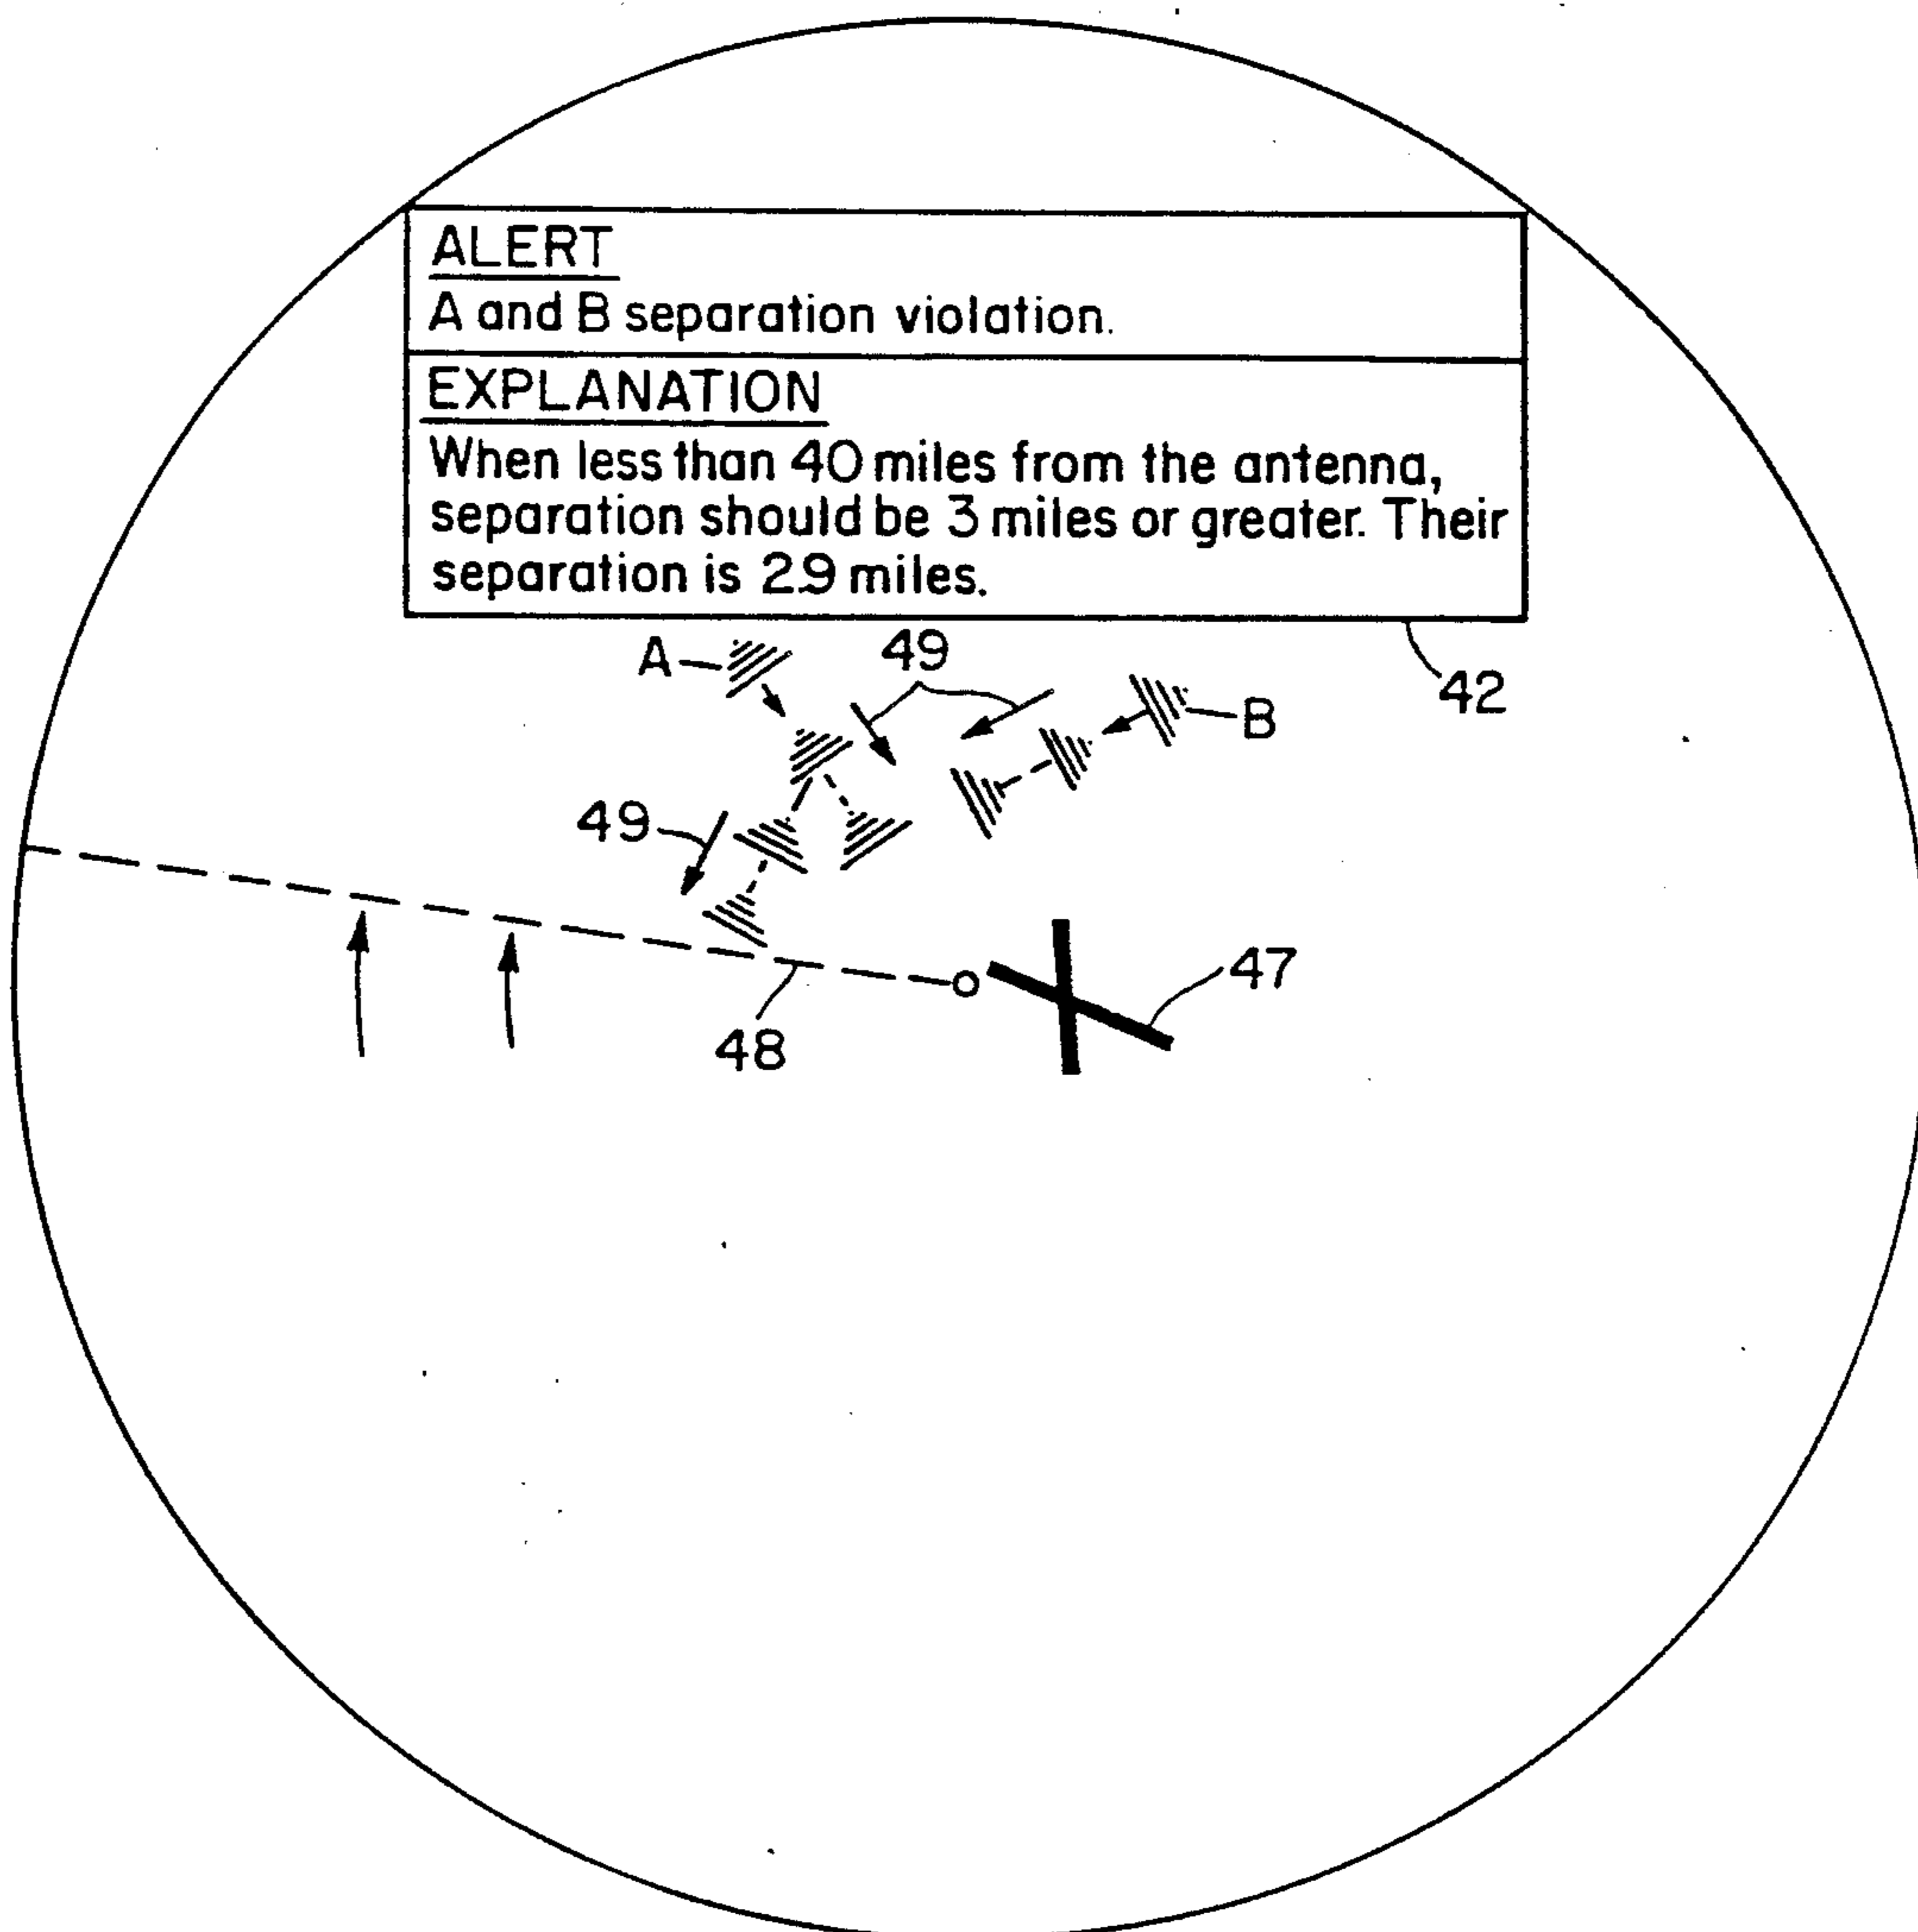 ALERT
A and B separation violation.
EXPLANATION
When less than 40 miles from the antenna,
separation should be 3 miles or greater. Their
separation is 2.9 miles.
A
49
42
B
49
47
48